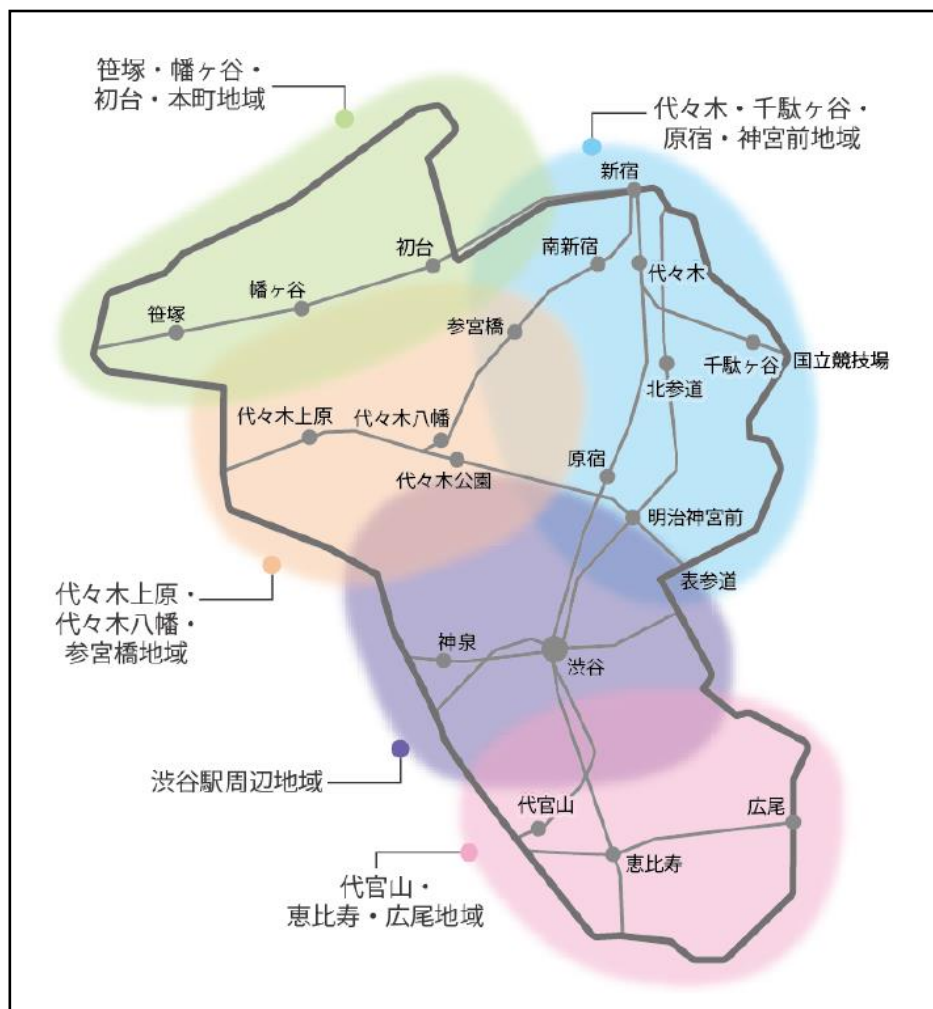 笹塚・幡ヶ谷・
初台・本町地域
代々木・千駄ヶ谷・
原宿・神宮前地域
新宿
初台
南新宿
代々木
幡ヶ谷
笹塚
参宮橋
千駄ヶ谷
国立競技場
北参道
代々木上原
代々木八幡
代々木公園
原宿
明治神宮前
表参道
代々木上原・
代々木八幡・
参宮橋地域
神泉
渋谷
渋谷駅周辺地域
代官山
広尾
恵比寿
代官山・
恵比寿・広尾地域